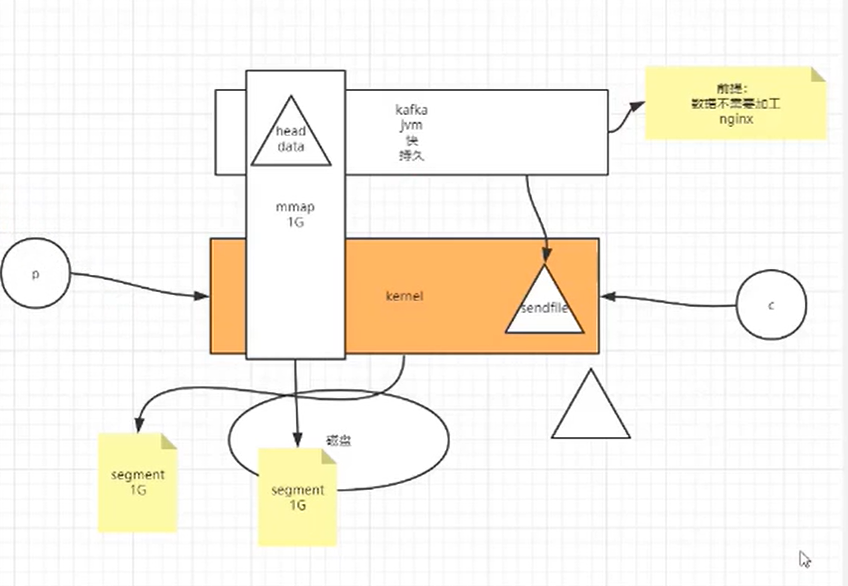 head
data
kafka
jvm
快
持久
前提：
数据不需要加工
nginx
mmap
1G
p
kernel
sendfile
c
磁盘
segment
1G
segment
1G